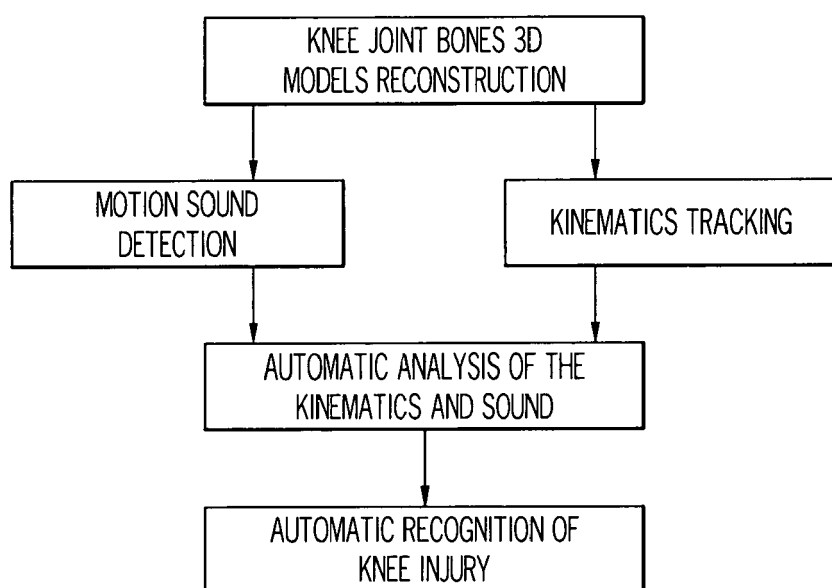 KNEE JOINT BONES 3D
MODELS RECONSTRUCTION
MOTION SOUND
DETECTION
KINEMATICS TRACKING
AUTOMATIC ANALYSIS OF THE
KINEMATICS AND SOUND
AUTOMATIC RECOGNITION OF
KNEE INJURY